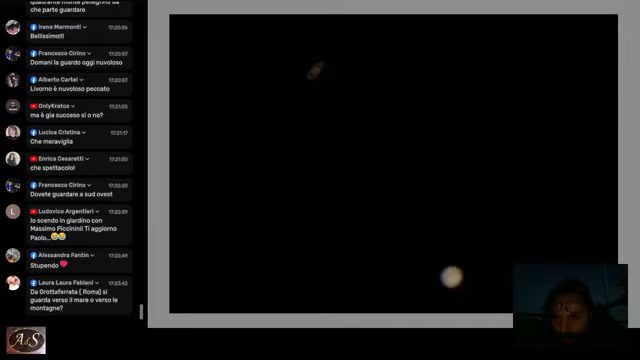 quadrante monte pellegrino da
che parte guardare
Irene Marmonti 17:20:36
Bellissimo!!
Francesco Cirino 17:20:37
Domani la guardo oggi nuvoloso
Alberto Cartei 17:20:57
Livorno è nuvoloso peccato
OnlyKratos 17:21:05
ma è gia successo si o no?
Lucica Cristina 17:21:17
Che meraviglia
Enrica Cesaretti 17:21:50
che spettacolo!
Francesco Cirino 17:22:20
Dovete guardare a sud ovest
L Ludovico Argentieri 17:22:39
Io scendo in giardino con
Massimo Piccinini! Ti aggiorno
Paolo...😂😂
Alessandra Fantin 17:22:49
Stupendo ❤
Laura Laura Fabieni 17:23:42
Da Grottaferrata ( Roma) si
guarda verso il mare o verso le
montagne?
AdS